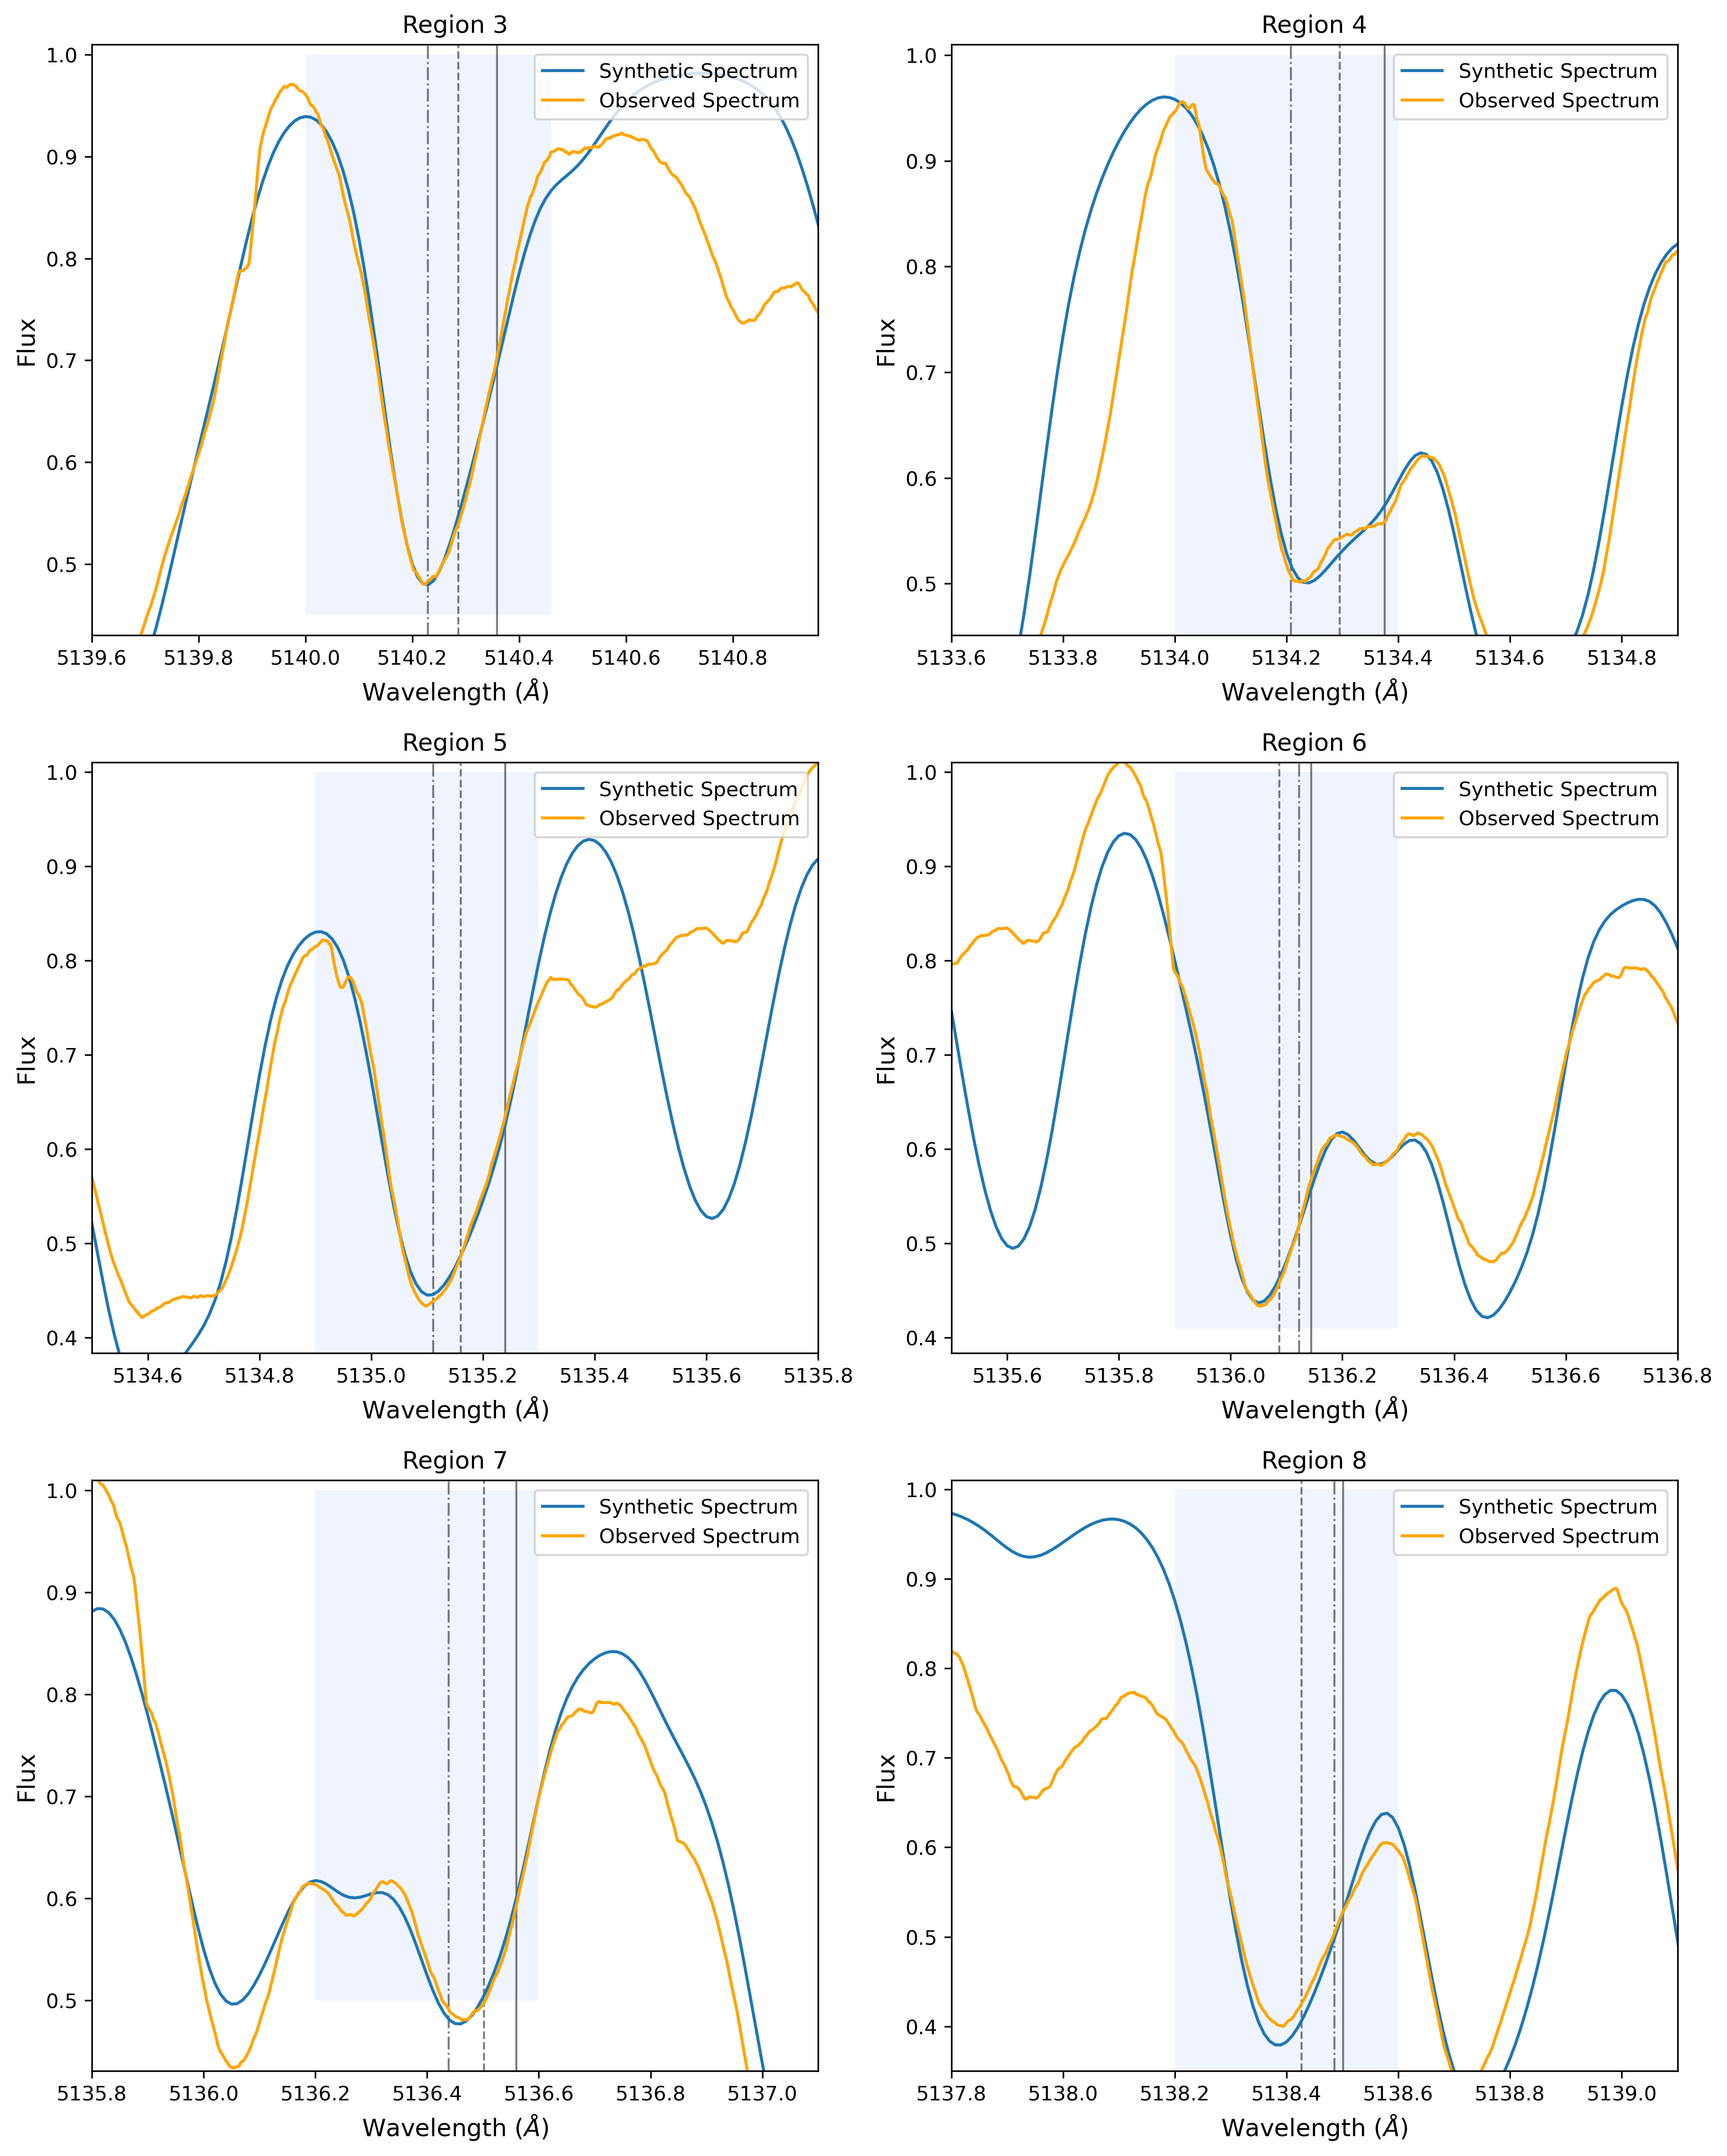 Region 3
1.0
0.9
0.8
0.7
0.6
0.5
Flux
Synthetic Spectrum
Observed Spectrum
5139.6 5139.8 5140.0 5140.2 5140.4 5140.6 5140.8
Wavelength (Å)
Region 4
1.0
0.9
0.8
0.7
0.6
0.5
Flux
Synthetic Spectrum
Observed Spectrum
5133.6 5133.8 5134.0 5134.2 5134.4 5134.6 5134.8
Wavelength (Å)
Region 5
1.0
0.9
0.8
0.7
0.6
0.5
0.4
Flux
Synthetic Spectrum
Observed Spectrum
5134.6 5134.8 5135.0 5135.2 5135.4 5135.6 5135.8
Wavelength (Å)
Region 6
1.0
0.9
0.8
0.7
0.6
0.5
0.4
Flux
Synthetic Spectrum
Observed Spectrum
5135.6 5135.8 5136.0 5136.2 5136.4 5136.6 5136.8
Wavelength (Å)
Region 7
1.0
0.9
0.8
0.7
0.6
0.5
Flux
Synthetic Spectrum
Observed Spectrum
5135.8 5136.0 5136.2 5136.4 5136.6 5136.8 5137.0
Wavelength (Å)
Region 8
1.0
0.9
0.8
0.7
0.6
0.5
0.4
Flux
Synthetic Spectrum
Observed Spectrum
5137.8 5138.0 5138.2 5138.4 5138.6 5138.8 5139.0
Wavelength (Å)